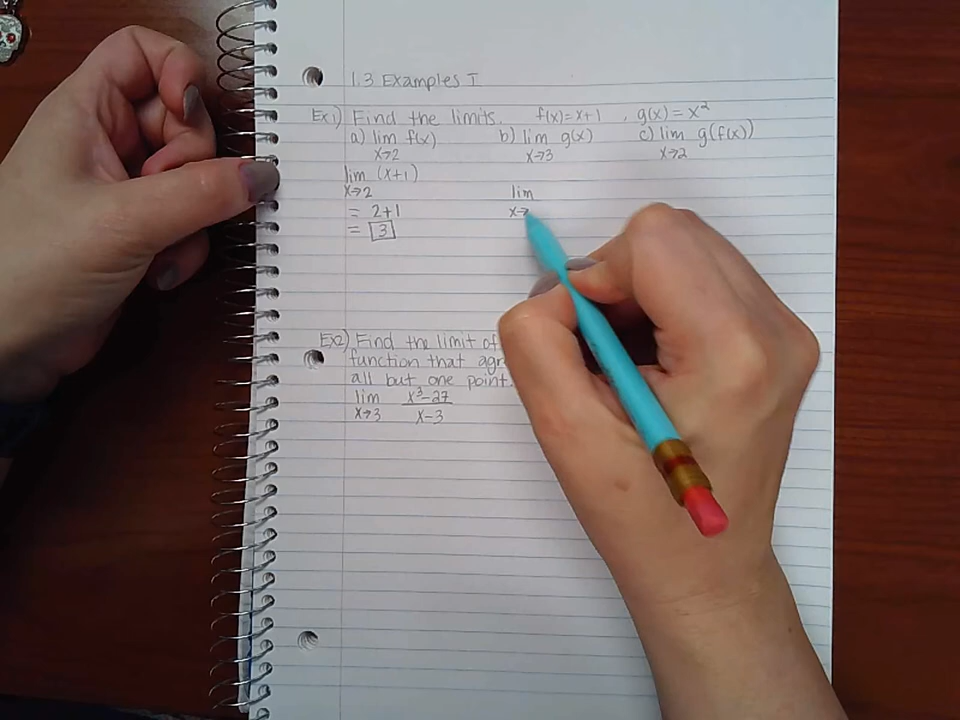 1.3 Examples I
Ex1) Find the limits. f(x)=x+1 , g(x)=x²
a) lim f(x) b) lim g(x) c) lim g(f(x))
x→2 x→3 x→2
lim (x+1)
x→2 lim
= 2+1 x→
= 3
Ex2) Find the limit of
function that
all but one point.
lim x³-27
x→3 x-3